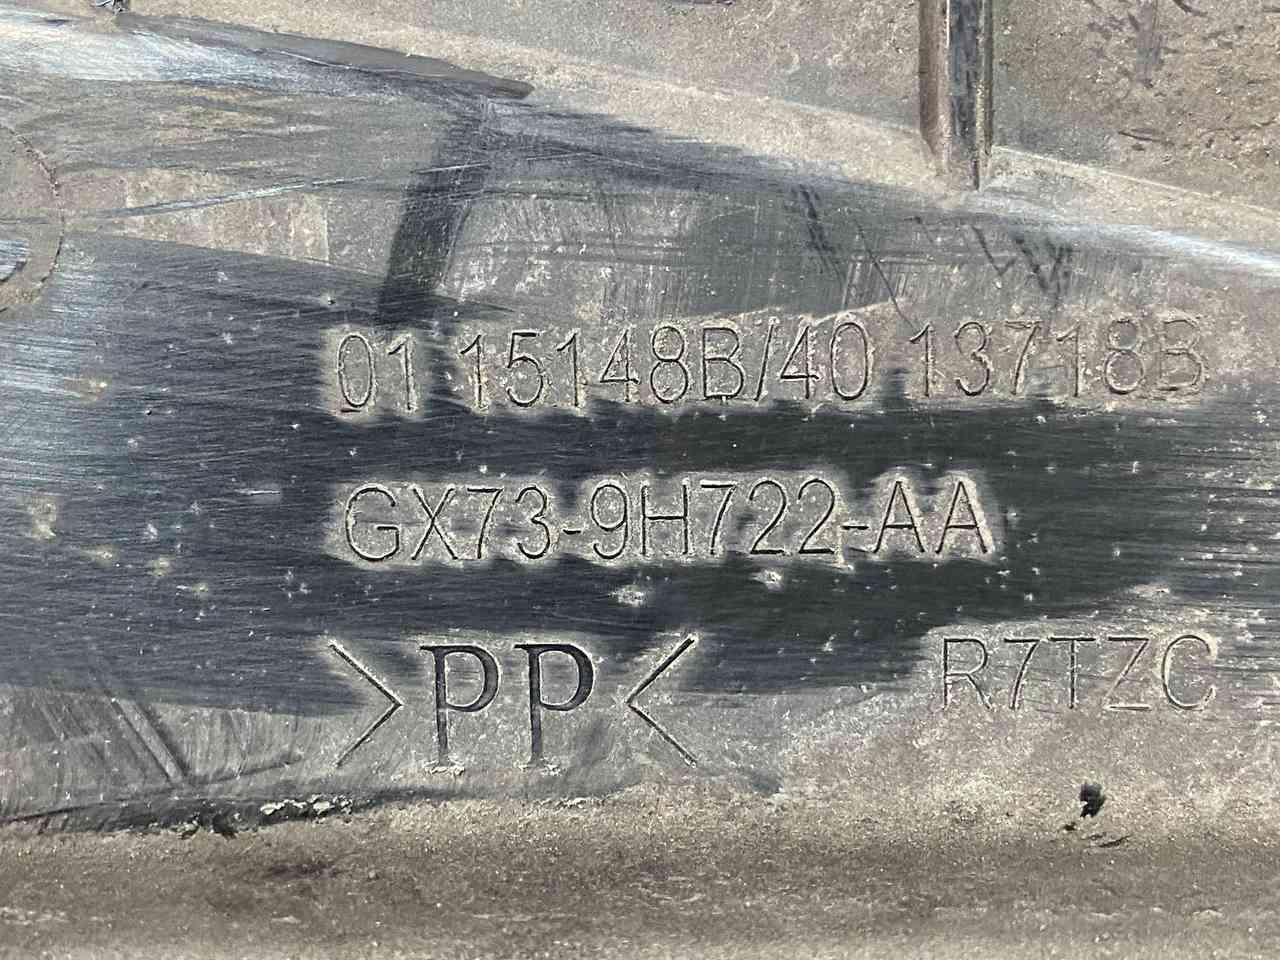 01 15148B/40 13718B
GX73-9H722-AA
>PP<
R7TZC